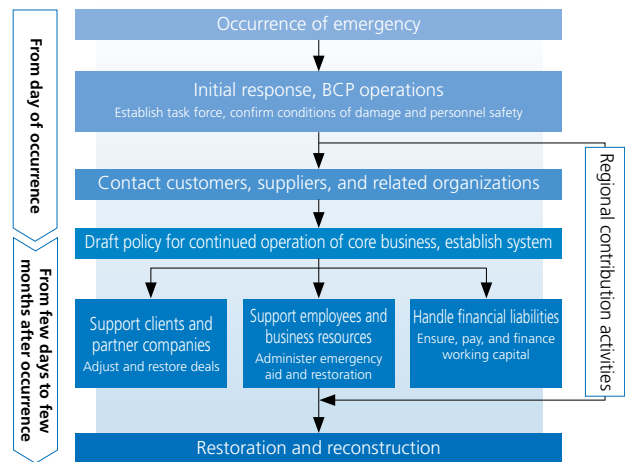 From day of occurrence
Occurrence of emergency
Initial response, BCP operations
Establish task force, confirm conditions of damage and personnel safety
Contact customers, suppliers, and related organizations
Regional contribution activities
From few days to few
months after occurrence
Draft policy for continued operation of core business, establish system
Support clients and
partner companies
Adjust and restore deals
Support employees and
business resources
Administer emergency
aid and restoration
Handle financial liabilities
Ensure, pay, and finance
working capital
Restoration and reconstruction